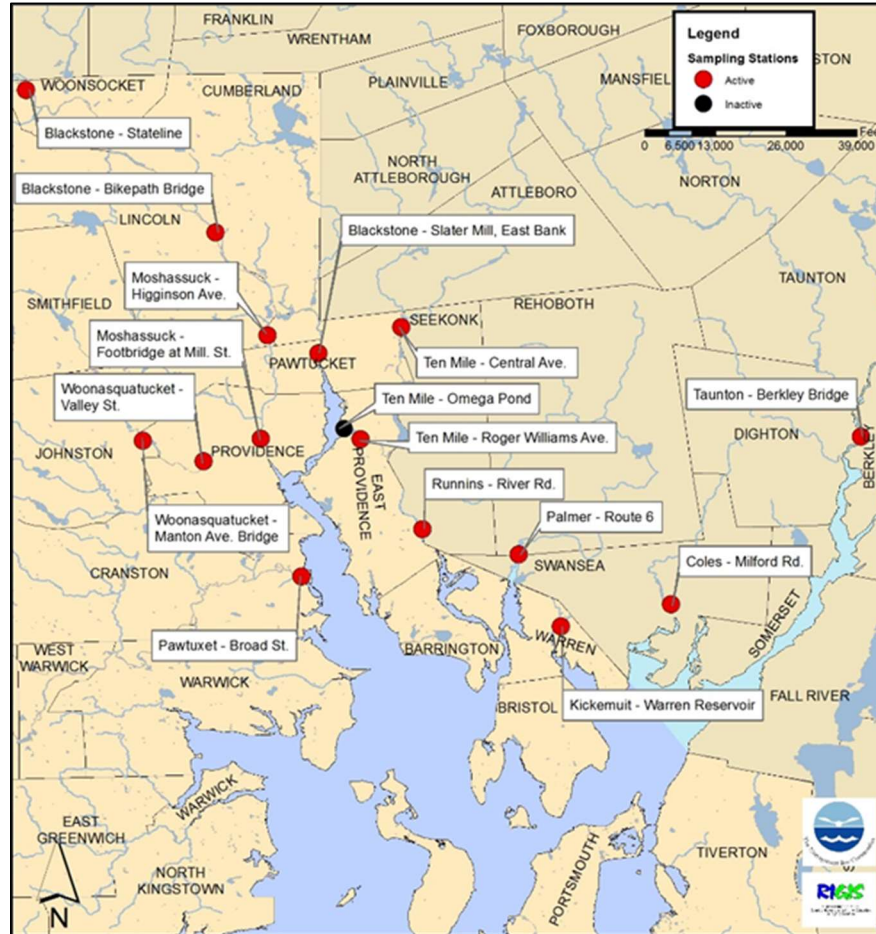 FRANKLIN
WRENTHAM
FOXBOROUGH
Legend
Sampling Stations
Active
Inactive
WOONSOCKET
CUMBERLAND
PLAINVILLE
MANSFIEL
STON
Blackstone - Stateline
0 6,500 13,000 26,000 39,000
Fee
NORTH
ATTLEBOROUGH
ATTLEBORO
NORTON
Blackstone - Bikepath Bridge
LINCOLN
Blackstone - Slater Mill, East Bank
Moshassuck -
Higginson Ave.
TAUNTON
SMITHFIELD
REHOBOTH
SEEKONK
Moshassuck -
Footbridge at Mill. St.
PAWTUCKET
Ten Mile - Central Ave.
Woonasquatucket -
Valley St.
Ten Mile - Omega Pond
Taunton - Berkley Bridge
Ten Mile - Roger Williams Ave.
DIGHTON
BERKLEY
JOHNSTON
PROVIDENCE
EAST
PROVIDENCE
Runnins - River Rd.
Woonasquatucket -
Manton Ave. Bridge
Palmer - Route 6
CRANSTON
SWANSEA
Coles - Milford Rd.
SOMERSET
Pawtuxet - Broad St.
WEST
WARWICK
BARRINGTON
WARREN
WARWICK
BRISTOL
FALL RIVER
Kickemuit - Warren Reservoir
WARWICK
EAST
GREENWICH
NORTH
KINGSTOWN
PORTSMOUTH
TIVERTON
N
RIGIS